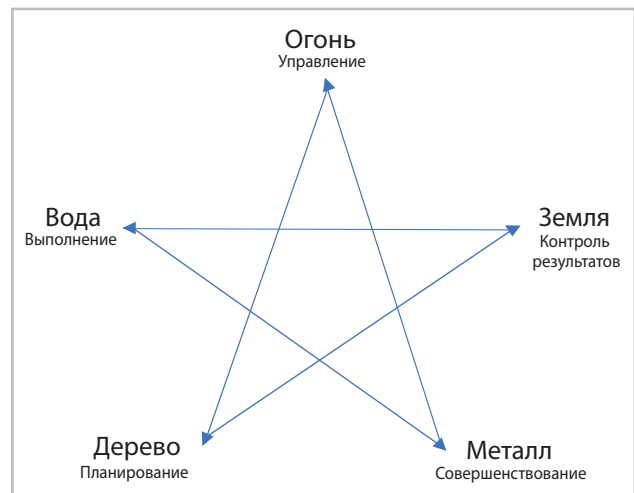 Огонь
Управление
Вода
Выполнение
Земля
Контроль
результатов
Дерево
Планирование
Металл
Совершенствование